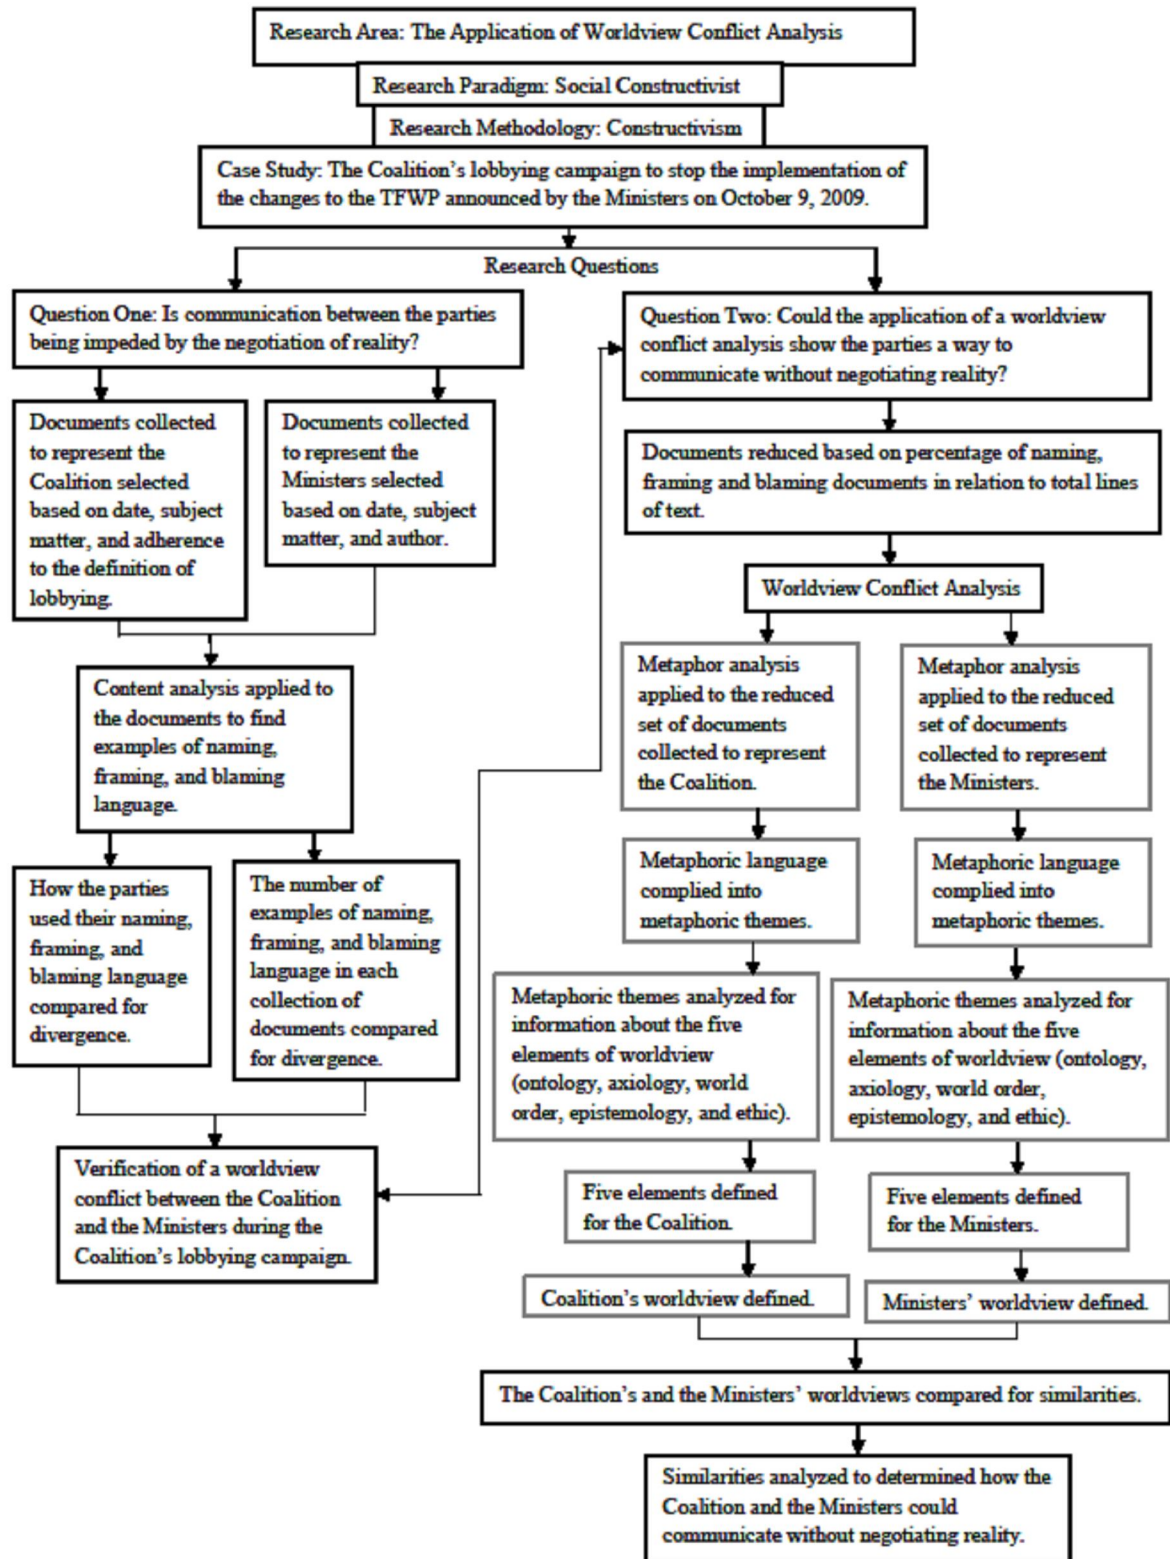 Research Area: The Application of Worldview Conflict Analysis
Research Paradigm: Social Constructivist
Research Methodology: Constructivism
Case Study: The Coalition's lobbying campaign to stop the implementation of
the changes to the TFWP announced by the Ministers on October 9, 2009.
Research Questions
Question One: Is communication between the parties
being impeded by the negotiation of reality?
Documents collected
to represent the
Coalition selected
based on date, subject
matter, and adherence
to the definition of
lobbying.
Documents collected
to represent the
Ministers selected
based on date, subject
matter, and author.
Content analysis applied to
the documents to find
examples of naming,
framing, and blaming
language.
How the parties
used their naming,
framing, and
blaming language
compared for
divergence.
The number of
examples of naming,
framing, and blaming
language in each
collection of
documents compared
for divergence.
Verification of a worldview
conflict between the Coalition
and the Ministers during the
Coalition's lobbying campaign.
Question Two: Could the application of a worldview
conflict analysis show the parties a way to
communicate without negotiating reality?
Documents reduced based on percentage of naming,
framing and blaming documents in relation to total lines
of text.
Worldview Conflict Analysis
Metaphor analysis
applied to the reduced
set of documents
collected to represent
the Coalition.
Metaphor analysis
applied to the reduced
set of documents
collected to represent
the Ministers.
Metaphoric language
complied into
metaphoric themes.
Metaphoric language
complied into
metaphoric themes.
Metaphoric themes analyzed for
information about the five
elements of worldview
(ontology, axiology, world
order, epistemology, and ethic).
Metaphoric themes analyzed for
information about the five
elements of worldview (ontology,
axiology, world order,
epistemology, and ethic).
Five elements defined
for the Coalition.
Five elements defined
for the Ministers.
Coalition's worldview defined.
Ministers' worldview defined.
The Coalition's and the Ministers' worldviews compared for similarities.
Similarities analyzed to determined how the
Coalition and the Ministers could
communicate without negotiating reality.